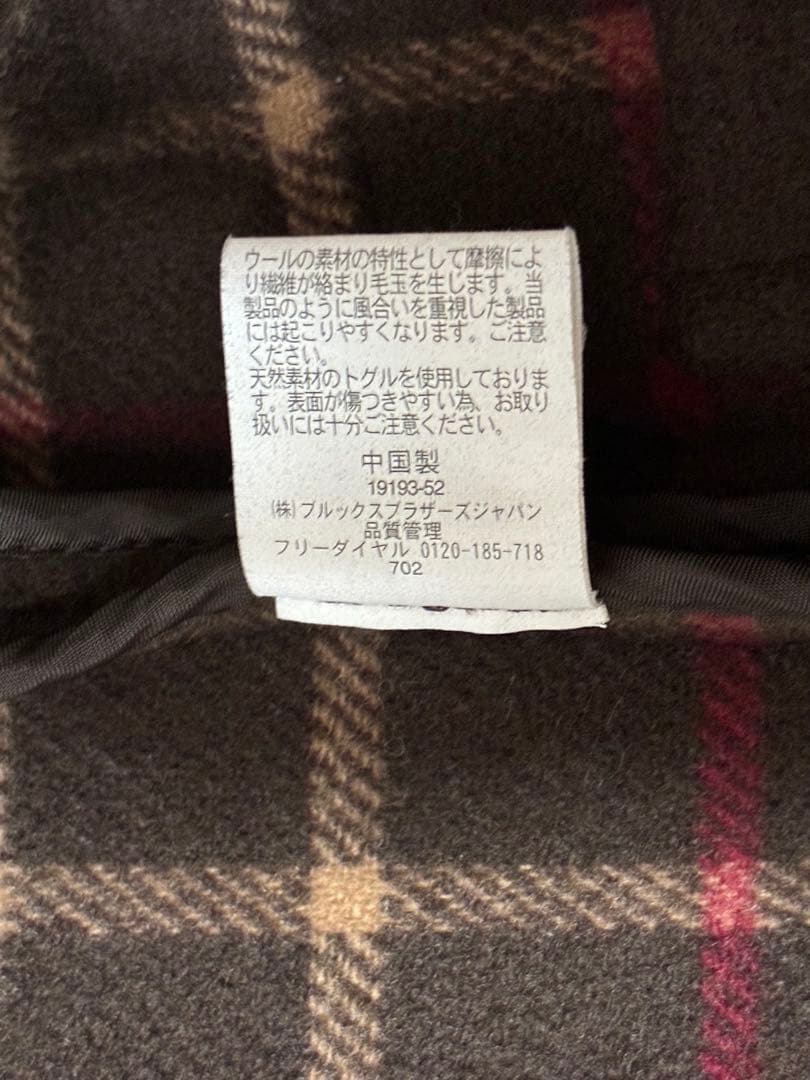 ウールの素材の特性として摩擦によ
り繊維が絡まり毛玉を生じます。当
製品のように風合いを重視した製品
には起こりやすくなります。ご注意
ください。
天然素材のトグルを使用しておりま
す。表面が傷つきやすい為、お取り
扱いには十分ご注意ください。
中国製
19193-52
(株)ブルックスブラザーズジャパン
品質管理
フリーダイヤル 0120-185-718
702